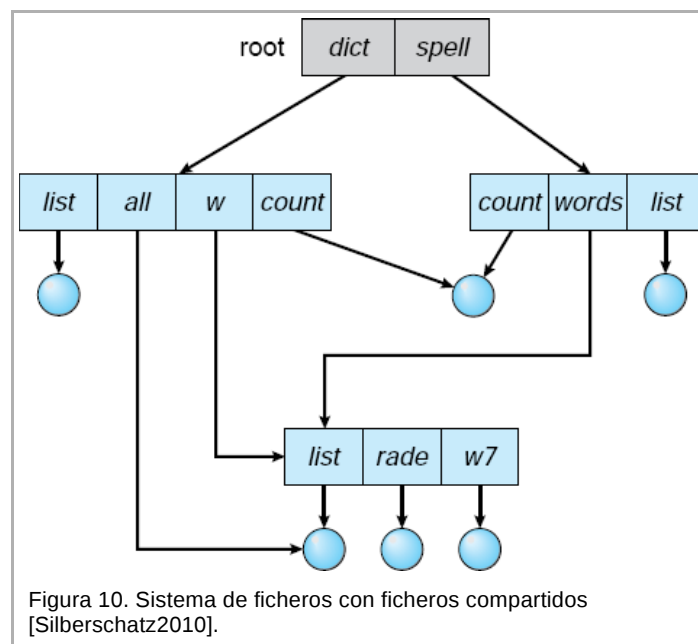 root dict spell
list all w count count words list
list rade w7
Figura 10. Sistema de ficheros con ficheros compartidos
[Silberschatz2010].